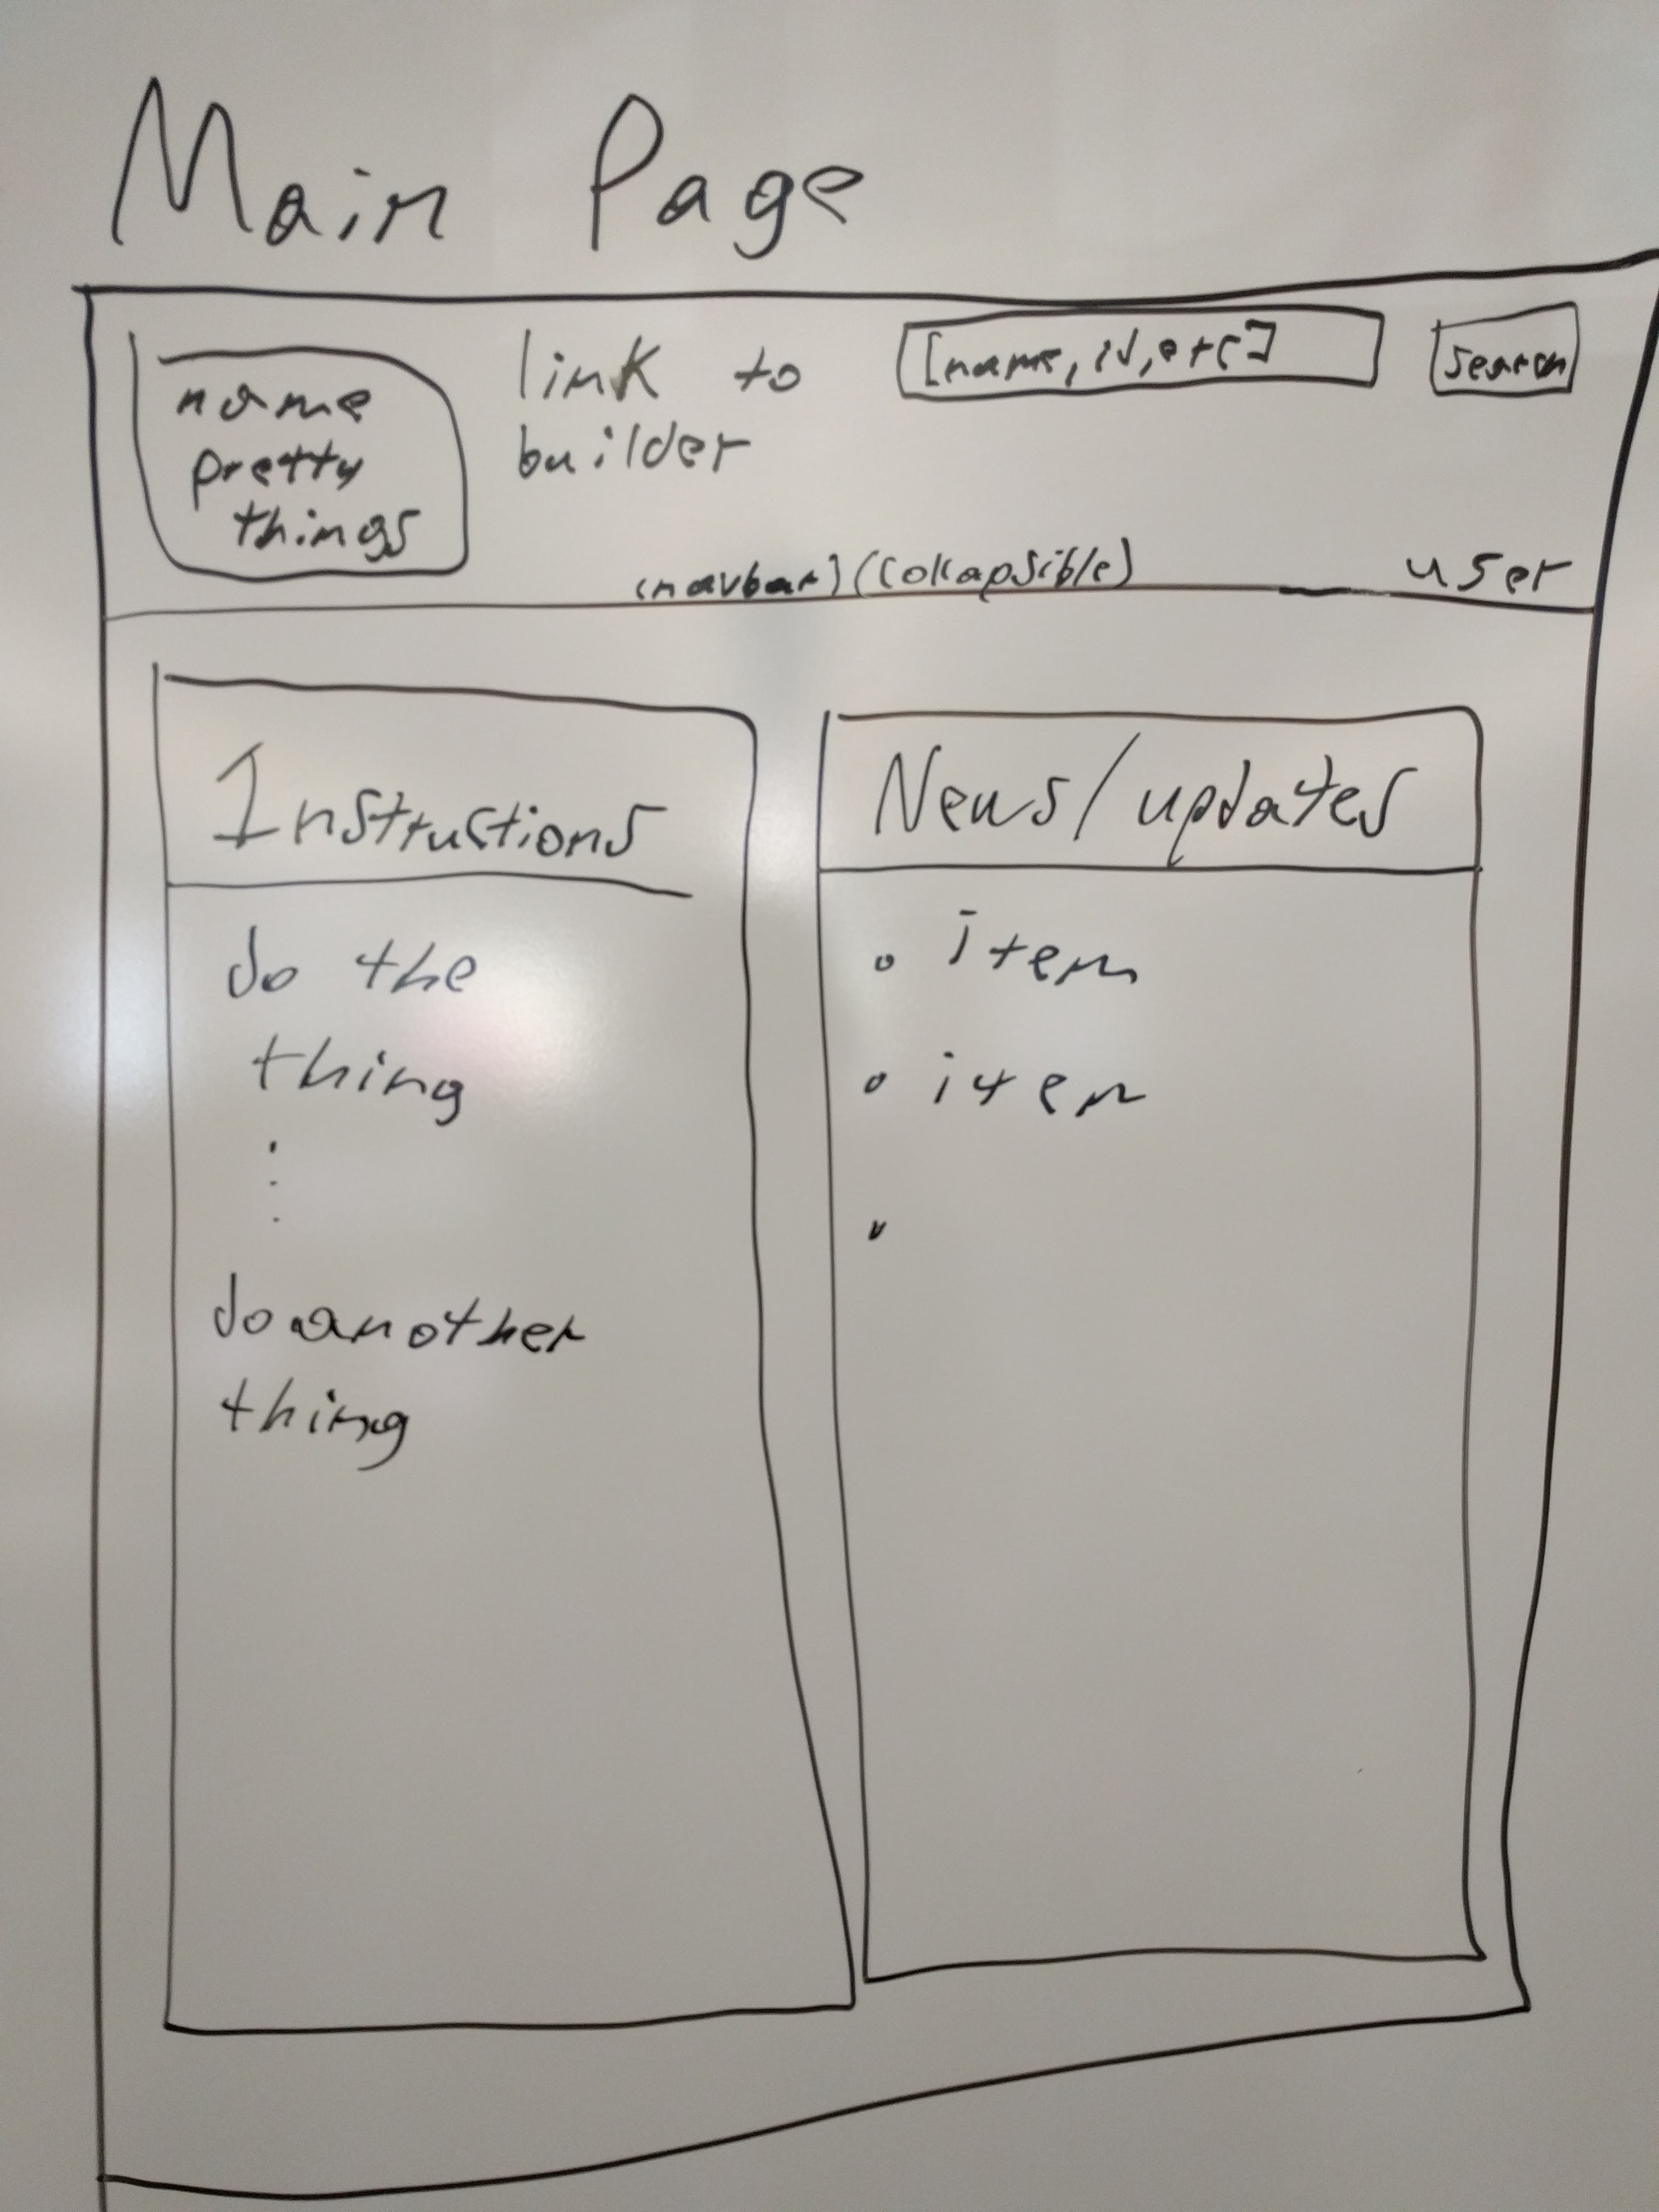 Main Page
name
pretty
things
link to
builder
[name, id, etc]
search
(navbar) (collapsible)
user
Instructions
do the
thing
do another
thing
News/updates
item
item